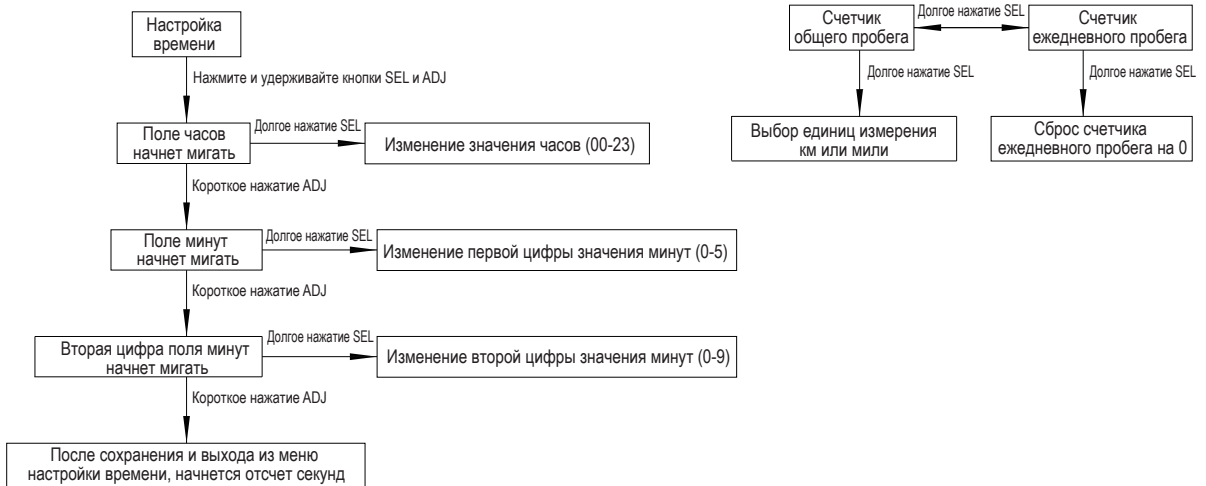 Настройка
времени
Нажмите и удерживайте кнопки SEL и ADJ
Поле часов
начнет мигать
Долгое нажатие SEL
Изменение значения часов (00-23)
Короткое нажатие ADJ
Поле минут
начнет мигать
Долгое нажатие SEL
Изменение первой цифры значения минут (0-5)
Короткое нажатие ADJ
Вторая цифра поля минут
начнет мигать
Долгое нажатие SEL
Изменение второй цифры значения минут (0-9)
Короткое нажатие ADJ
После сохранения и выхода из меню
настройки времени, начнется отсчет секунд
Счетчик
общего пробега
Долгое нажатие SEL
Счетчик
ежедневного пробега
Долгое нажатие SEL
Долгое нажатие SEL
Выбор единиц измерения
км или мили
Сброс счетчика
ежедневного пробега на 0